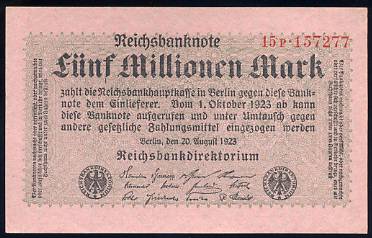 Reichsbanknote
15P·157277
Fünf Millionen Mark
zahlt die Reichsbankhauptkasse in Berlin gegen diese Bank-
note dem Einlieferer. Vom 1. Oktober 1923 ab kann
diese Banknote aufgerufen und unter Umtausch gegen
andere gesetzliche Zahlungsmittel eingezogen werden
Berlin, den 20. August 1923
Reichsbankdirektorium